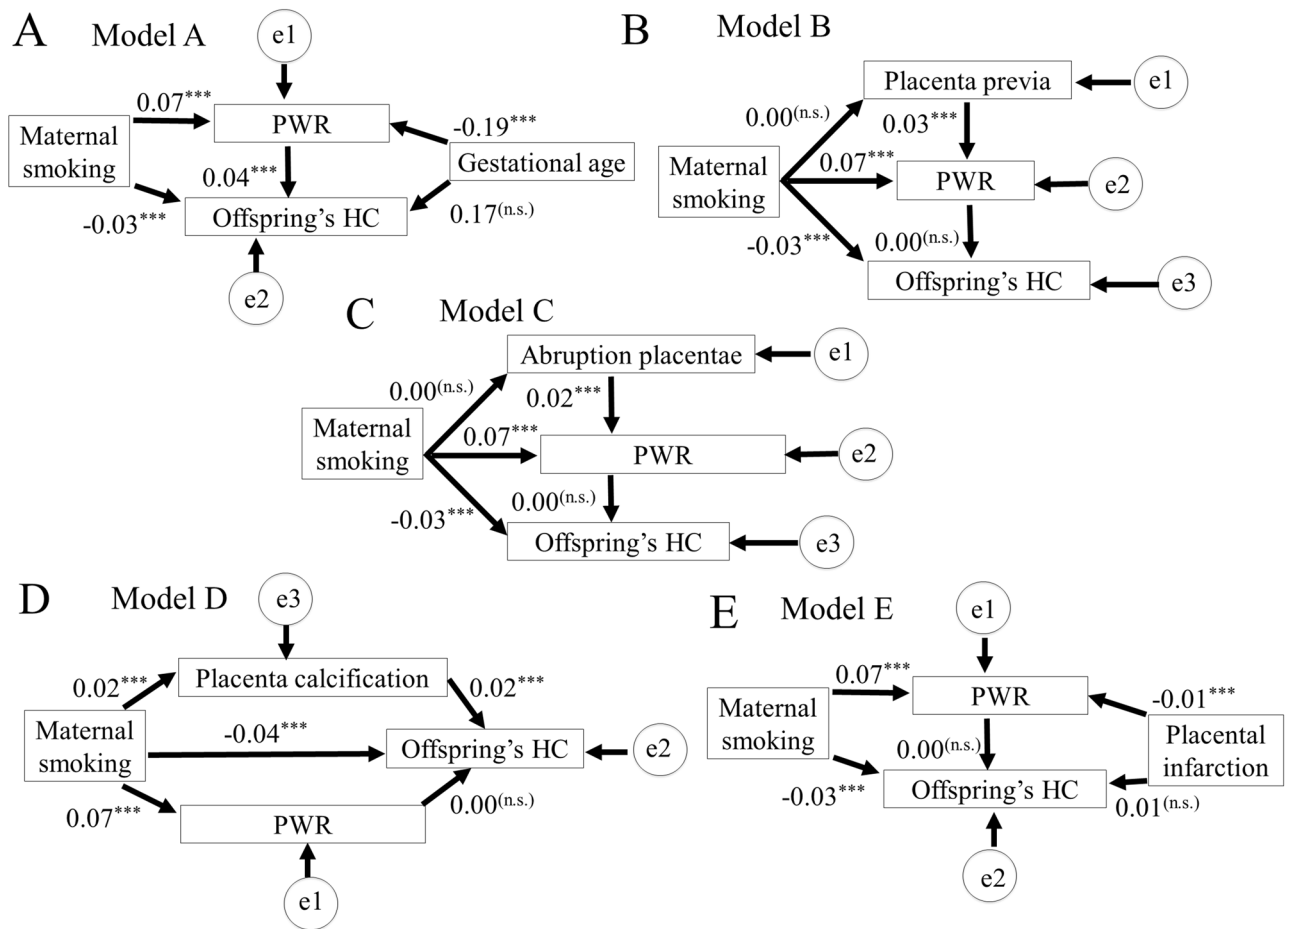 A Model A
e1
0.07***
Maternal
smoking
PWR
-0.19***
Gestational age
0.04***
-0.03***
Offspring's HC
0.17(n.s.)
e2
B Model B
Placenta previa
e1
0.00(n.s.)
0.03***
Maternal
smoking
0.07***
PWR
e2
-0.03***
0.00(n.s.)
Offspring's HC
e3
C Model C
Abruption placentae
e1
0.00(n.s.)
0.02***
Maternal
smoking
0.07***
PWR
e2
-0.03***
0.00(n.s.)
Offspring's HC
e3
D Model D
e3
Placenta calcification
0.02***
0.02***
Maternal
smoking
-0.04***
Offspring's HC
e2
0.07***
0.00(n.s.)
PWR
e1
E Model E
e1
0.07***
PWR
-0.01***
Maternal
smoking
0.00(n.s.)
Placental
infarction
-0.03***
Offspring's HC
0.01(n.s.)
e2